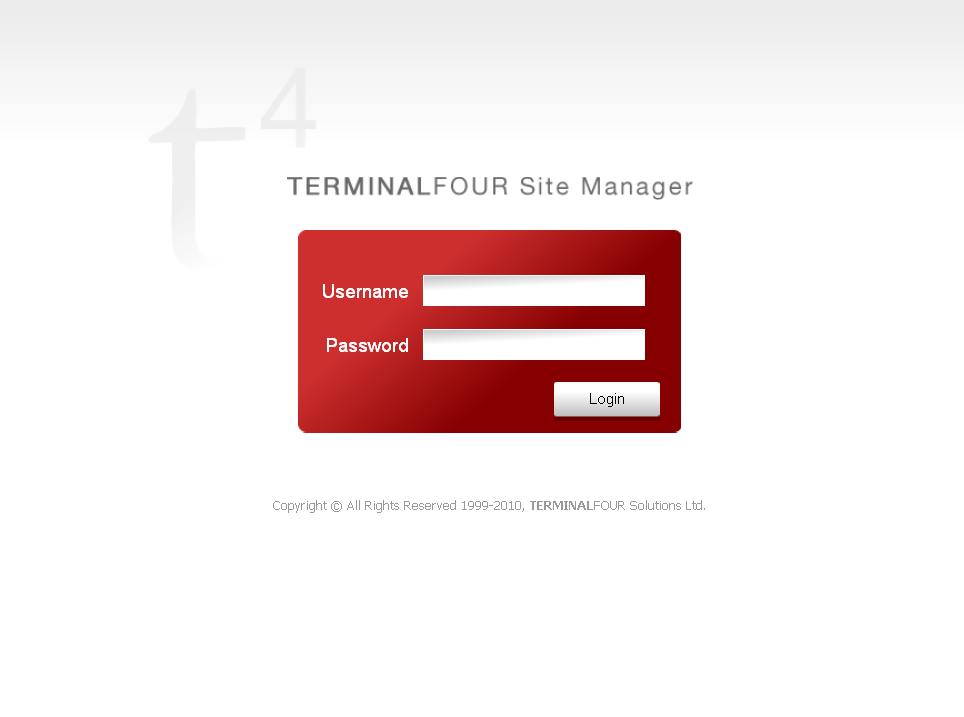 t4
TERMINALFOUR Site Manager
Username
Password
Login
Copyright © All Rights Reserved 1999-2010, TERMINALFOUR Solutions Ltd.